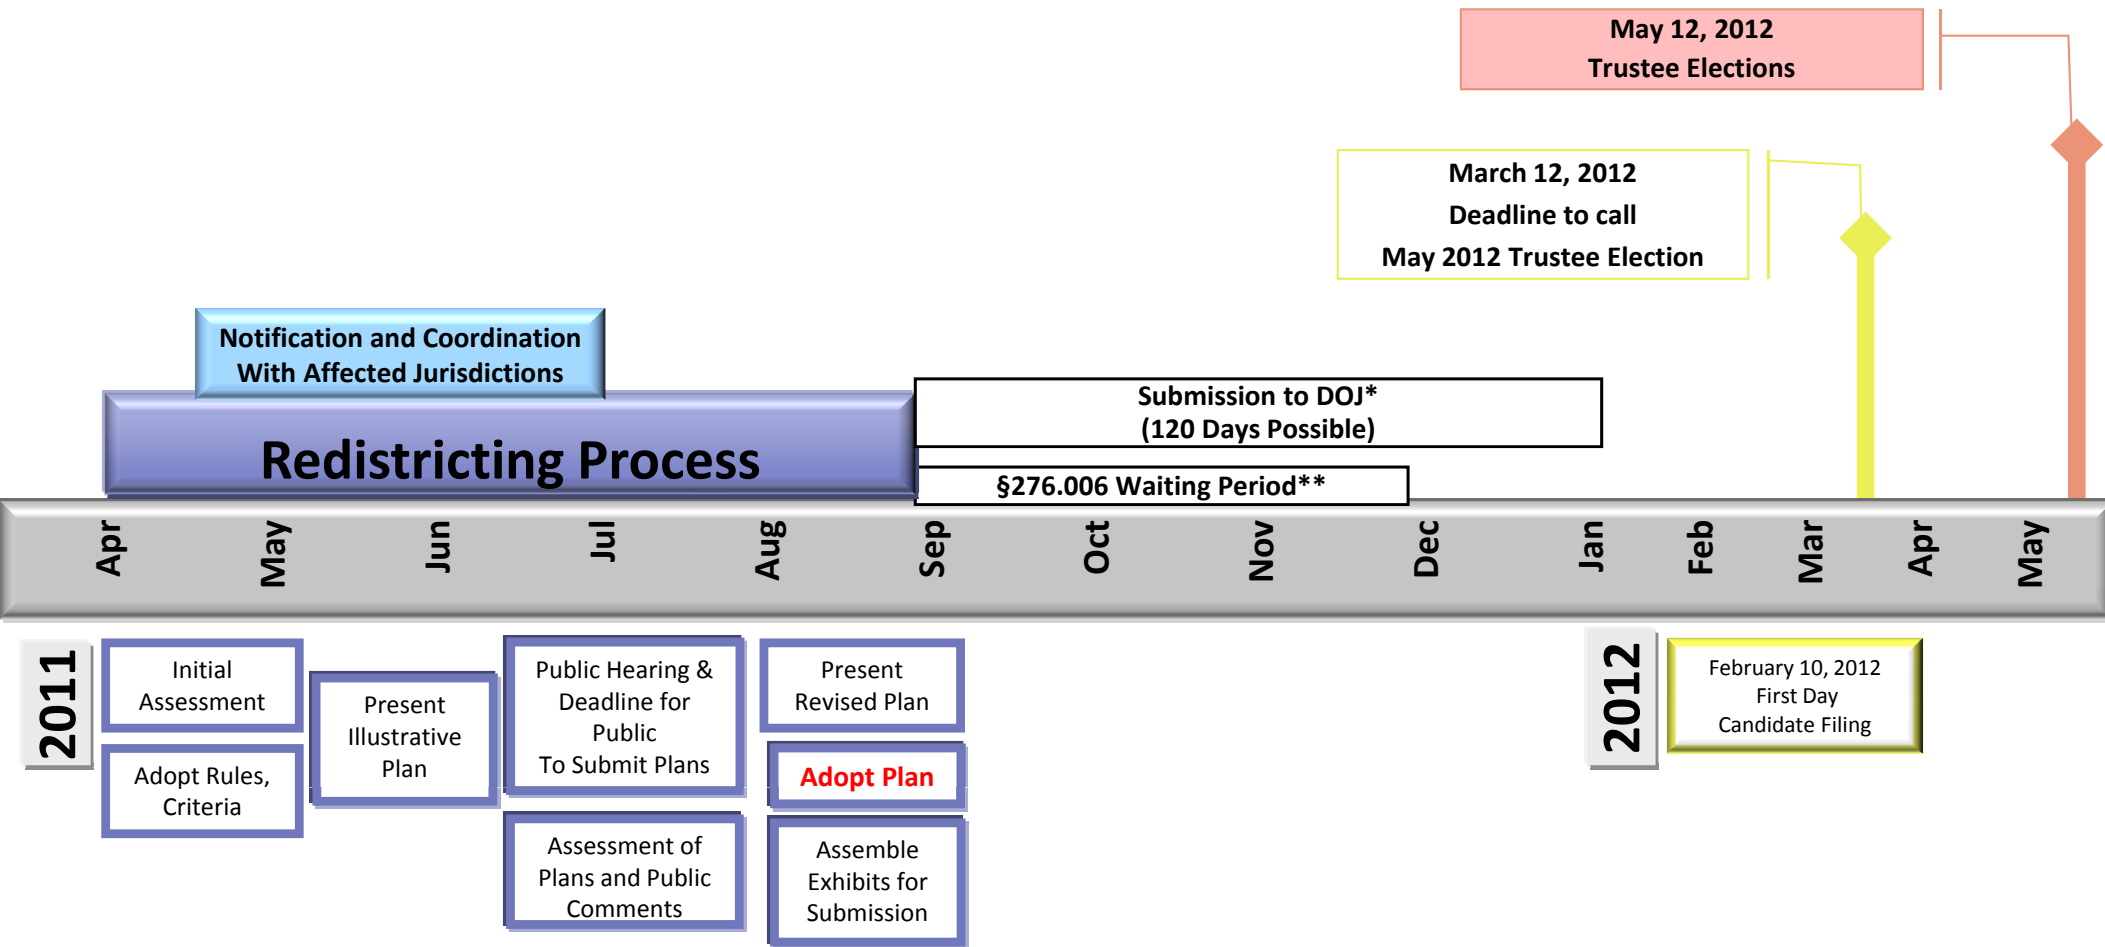 May 12, 2012
Trustee Elections
March 12, 2012
Deadline to call
May 2012 Trustee Election
Notification and Coordination
With Affected Jurisdictions
Submission to DOJ*
(120 Days Possible)
Redistricting Process
§276.006 Waiting Period**
Apr
May
Jun
Jul
Aug
Sep
Oct
Nov
Dec
Jan
Feb
Mar
Apr
May
2011
Initial
Assessment
Adopt Rules,
Criteria
Present
Illustrative
Plan
Public Hearing &
Deadline for
Public
To Submit Plans
Assessment of
Plans and Public
Comments
Present
Revised Plan
Adopt Plan
Assemble
Exhibits for
Submission
2012
February 10, 2012
First Day
Candidate Filing